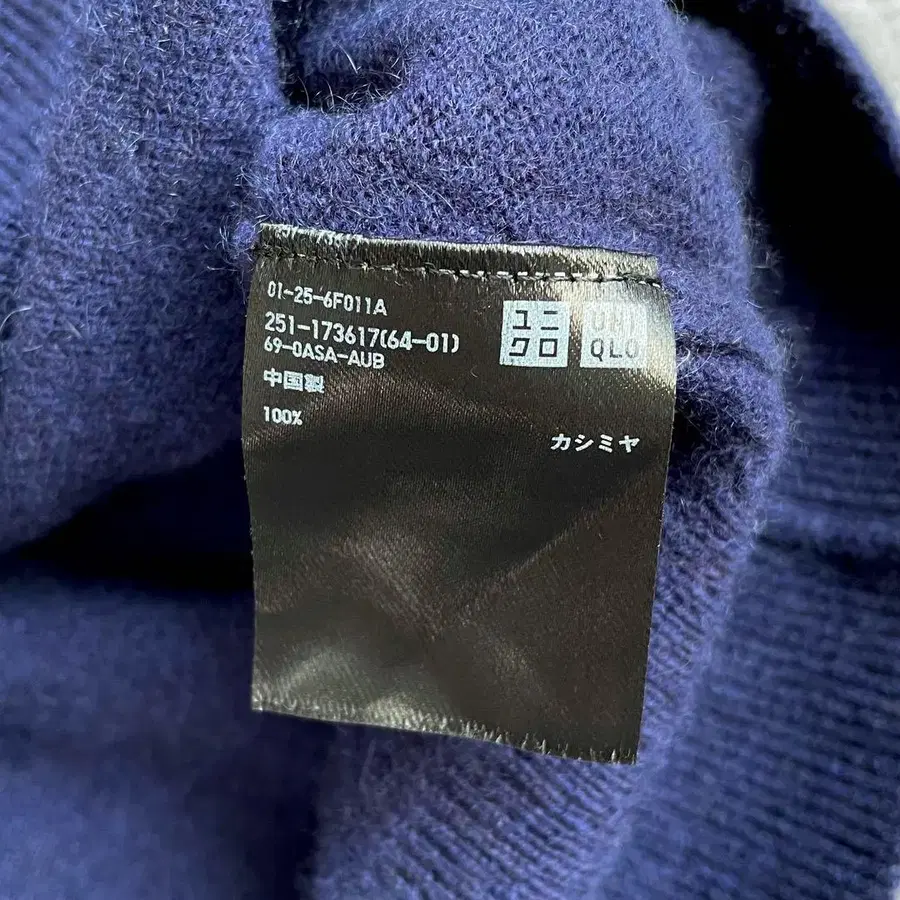 01-25-6F011A
251-173617(64-01)
69-0ASA-AUB
中国製
100%
カシミヤ
ユニ
クロ
UNI
QLO